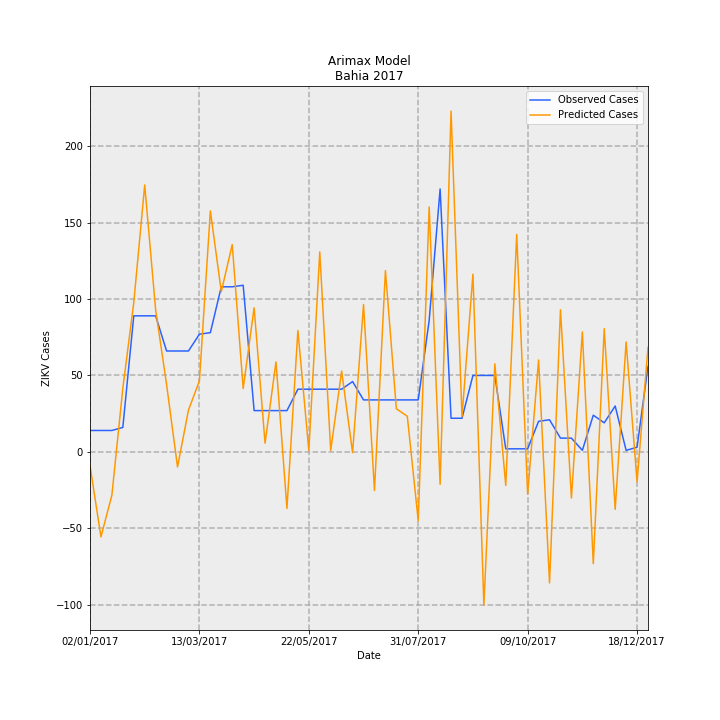 Arimax Model
Bahia 2017
Observed Cases
Predicted Cases
200
150
100
50
0
−50
−100
ZIKV Cases
02/01/2017 13/03/2017 22/05/2017 31/07/2017 09/10/2017 18/12/2017
Date